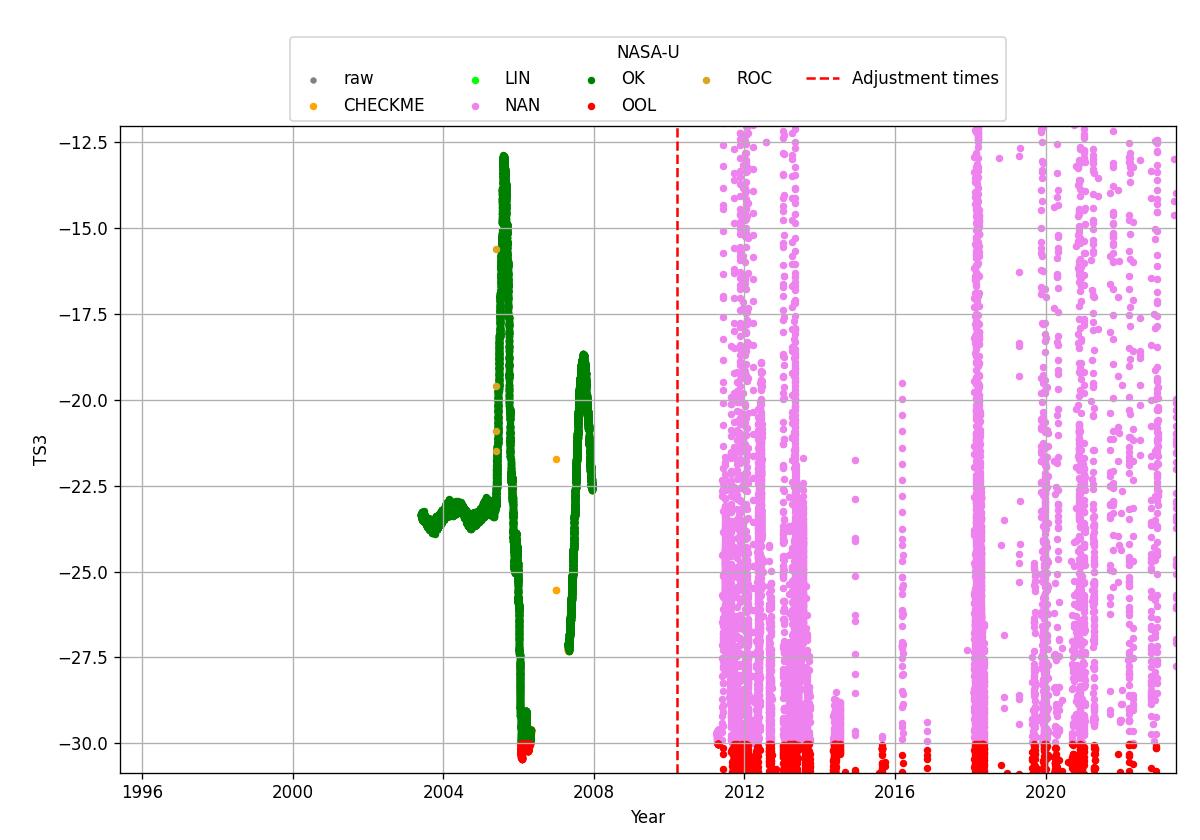 NASA-U
raw LIN OK ROC Adjustment times
CHECKME NAN OOL
−12.5
−15.0
−17.5
−20.0
−22.5
−25.0
−27.5
−30.0
TS3
1996 2000 2004 2008 2012 2016 2020
Year